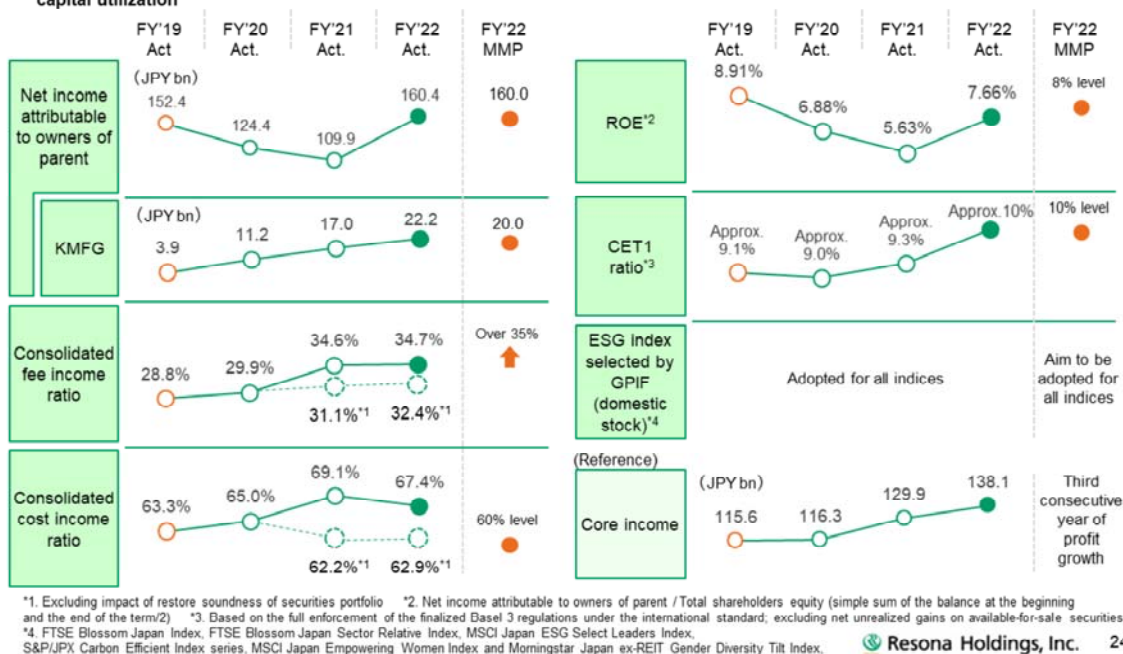 capital utilization
FY'19 Act
FY'20 Act.
FY'21 Act.
FY'22 Act.
FY'22 MMP
Net income attributable to owners of parent
(JPY bn)
152.4
124.4
109.9
160.4
160.0
KMFG
(JPY bn)
3.9
11.2
17.0
22.2
20.0
Consolidated fee income ratio
28.8%
29.9%
34.6%
34.7%
Over 35%
31.1%*1
32.4%*1
Consolidated cost income ratio
63.3%
65.0%
69.1%
67.4%
60% level
62.2%*1
62.9%*1
FY'19 Act.
FY'20 Act.
FY'21 Act.
FY'22 Act.
FY'22 MMP
ROE*2
8.91%
6.88%
5.63%
7.66%
8% level
CET1 ratio*3
Approx. 9.1%
Approx. 9.0%
Approx. 9.3%
Approx.10%
10% level
ESG index selected by GPIF (domestic stock)*4
Adopted for all indices
Aim to be adopted for all indices
(Reference)
Core income
(JPY bn)
115.6
116.3
129.9
138.1
Third consecutive year of profit growth
*1. Excluding impact of restore soundness of securities portfolio *2. Net income attributable to owners of parent / Total shareholders equity (simple sum of the balance at the beginning
and the end of the term/2) *3. Based on the full enforcement of the finalized Basel 3 regulations under the international standard; excluding net unrealized gains on available-for-sale securities
*4. FTSE Blossom Japan Index, FTSE Blossom Japan Sector Relative Index, MSCI Japan ESG Select Leaders Index,
S&P/JPX Carbon Efficient Index series, MSCI Japan Empowering Women Index and Morningstar Japan ex-REIT Gender Diversity Tilt Index,
Resona Holdings, Inc.
24